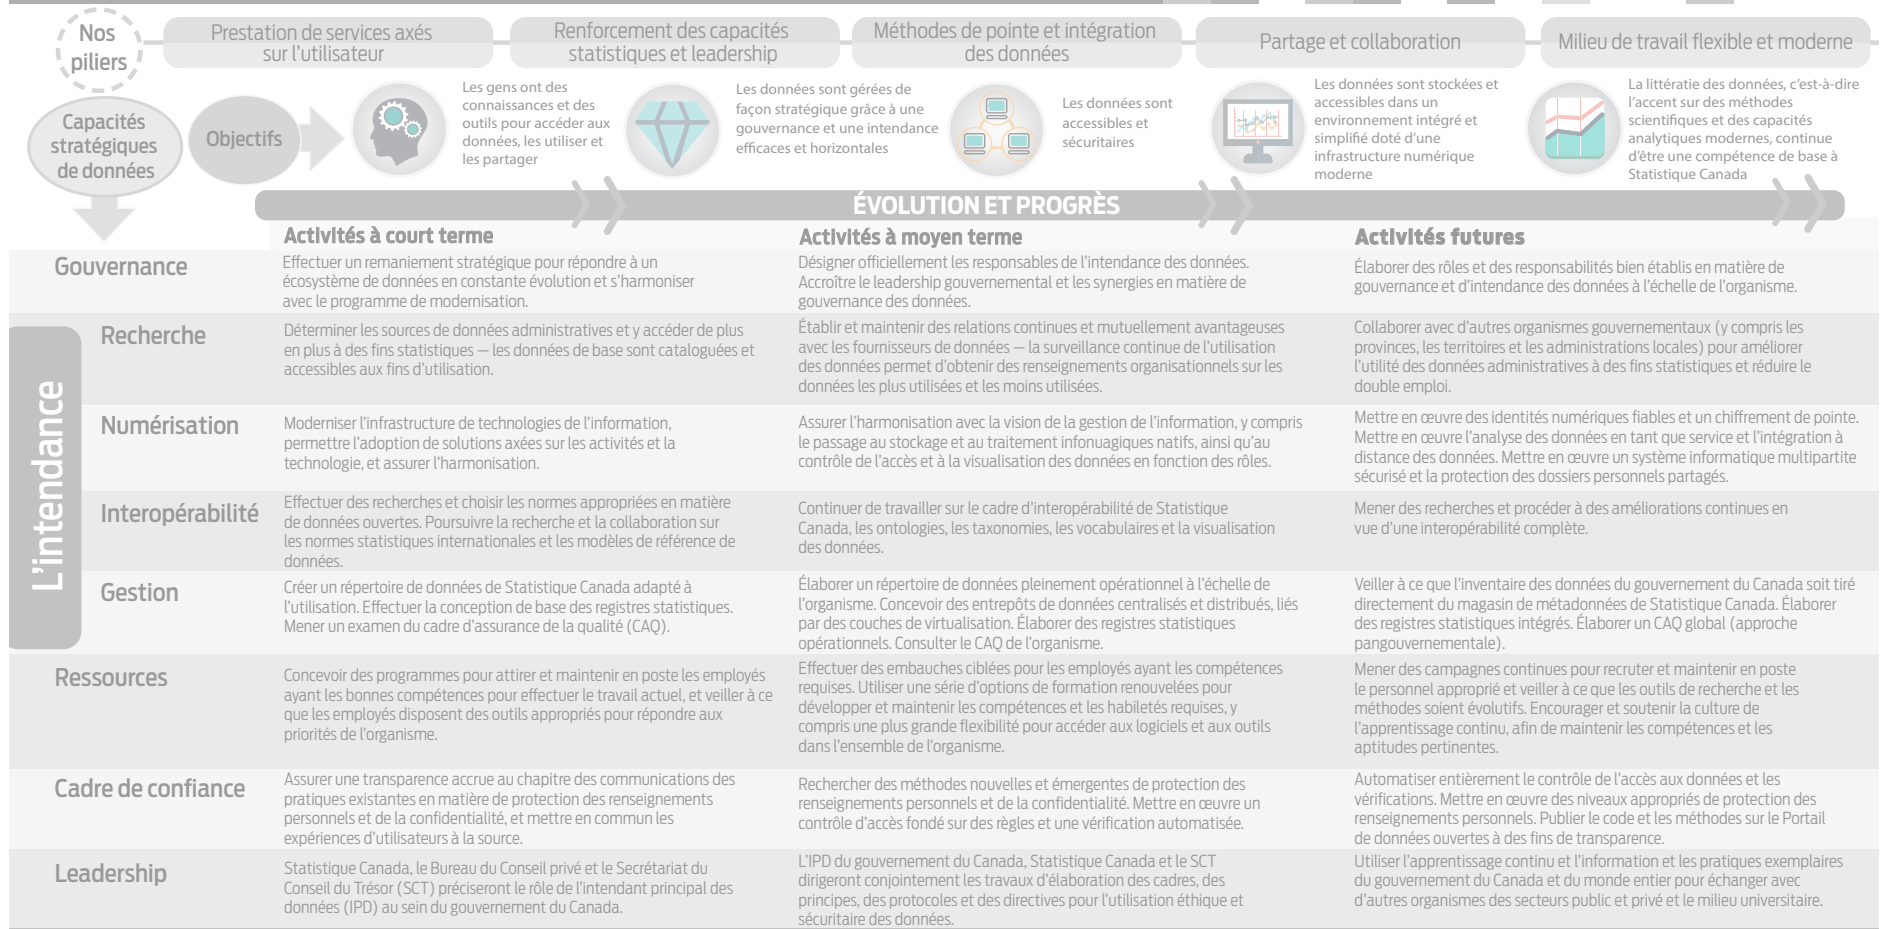 Nos
piliers
Prestation de services axés
sur l'utilisateur
Renforcement des capacités
statistiques et leadership
Méthodes de pointe et intégration
des données
Partage et collaboration
Milieu de travail flexible et moderne
Capacités
stratégiques
de données
Objectifs
Les gens ont des
connaissances et des
outils pour accéder aux
données, les utiliser et
les partager
Les données sont gérées de
façon stratégique grâce à une
gouvernance et une intendance
efficaces et horizontales
Les données sont
accessibles et
sécuritaires
Les données sont stockées et
accessibles dans un
environnement intégré et
simplifié doté d'une
infrastructure numérique
moderne
La littératie des données, c'est-à-dire
l'accent sur des méthodes
scientifiques et des capacités
analytiques modernes, continue
d'être une compétence de base à
Statistique Canada
ÉVOLUTION ET PROGRÈS
Activités à court terme
Activités à moyen terme
Activités futures
Gouvernance
Effectuer un remaniement stratégique pour répondre à un
écosystème de données en constante évolution et s'harmoniser
avec le programme de modernisation.
Désigner officiellement les responsables de l'intendance des données.
Accroître le leadership gouvernemental et les synergies en matière de
gouvernance des données.
Élaborer des rôles et des responsabilités bien établis en matière de
gouvernance et d'intendance des données à l'échelle de l'organisme.
L'intendance
Recherche
Déterminer les sources de données administratives et y accéder de plus
en plus à des fins statistiques — les données de base sont cataloguées et
accessibles aux fins d'utilisation.
Établir et maintenir des relations continues et mutuellement avantageuses
avec les fournisseurs de données — la surveillance continue de l'utilisation
des données permet d'obtenir des renseignements organisationnels sur les
données les plus utilisées et les moins utilisées.
Collaborer avec d'autres organismes gouvernementaux (y compris les
provinces, les territoires et les administrations locales) pour améliorer
l'utilité des données administratives à des fins statistiques et réduire le
double emploi.
Numérisation
Moderniser l'infrastructure de technologies de l'information,
permettre l'adoption de solutions axées sur les activités et la
technologie, et assurer l'harmonisation.
Assurer l'harmonisation avec la vision de la gestion de l'information, y compris
le passage au stockage et au traitement infonuagiques natifs, ainsi qu'au
contrôle de l'accès et à la visualisation des données en fonction des rôles.
Mettre en œuvre des identités numériques fiables et un chiffrement de pointe.
Mettre en œuvre l'analyse des données en tant que service et l'intégration à
distance des données. Mettre en œuvre un système informatique multipartite
sécurisé et la protection des dossiers personnels partagés.
Interopérabilité
Effectuer des recherches et choisir les normes appropriées en matière
de données ouvertes. Poursuivre la recherche et la collaboration sur
les normes statistiques internationales et les modèles de référence de
données.
Continuer de travailler sur le cadre d'interopérabilité de Statistique
Canada, les ontologies, les taxonomies, les vocabulaires et la visualisation
des données.
Mener des recherches et procéder à des améliorations continues en
vue d'une interopérabilité complète.
Gestion
Créer un répertoire de données de Statistique Canada adapté à
l'utilisation. Effectuer la conception de base des registres statistiques.
Mener un examen du cadre d'assurance de la qualité (CAQ).
Élaborer un répertoire de données pleinement opérationnel à l'échelle de
l'organisme. Concevoir des entrepôts de données centralisés et distribués, liés
par des couches de virtualisation. Élaborer des registres statistiques
opérationnels. Consulter le CAQ de l'organisme.
Veiller à ce que l'inventaire des données du gouvernement du Canada soit tiré
directement du magasin de métadonnées de Statistique Canada. Élaborer
des registres statistiques intégrés. Élaborer un CAQ global (approche
pangouvernementale).
Ressources
Concevoir des programmes pour attirer et maintenir en poste les employés
ayant les bonnes compétences pour effectuer le travail actuel, et veiller à ce
que les employés disposent des outils appropriés pour répondre aux
priorités de l'organisme.
Effectuer des embauches ciblées pour les employés ayant les compétences
requises. Utiliser une série d'options de formation renouvelées pour
développer et maintenir les compétences et les habiletés requises, y
compris une plus grande flexibilité pour accéder aux logiciels et aux outils
dans l'ensemble de l'organisme.
Mener des campagnes continues pour recruter et maintenir en poste
le personnel approprié et veiller à ce que les outils de recherche et les
méthodes soient évolutifs. Encourager et soutenir la culture de
l'apprentissage continu, afin de maintenir les compétences et les
aptitudes pertinentes.
Cadre de confiance
Assurer une transparence accrue au chapitre des communications des
pratiques existantes en matière de protection des renseignements
personnels et de la confidentialité, et mettre en commun les
expériences d'utilisateurs à la source.
Rechercher des méthodes nouvelles et émergentes de protection des
renseignements personnels et de la confidentialité. Mettre en œuvre un
contrôle d'accès fondé sur des règles et une vérification automatisée.
Automatiser entièrement le contrôle de l'accès aux données et les
vérifications. Mettre en œuvre des niveaux appropriés de protection des
renseignements personnels. Publier le code et les méthodes sur le Portail
de données ouvertes à des fins de transparence.
Leadership
Statistique Canada, le Bureau du Conseil privé et le Secrétariat du
Conseil du Trésor (SCT) préciseront le rôle de l'intendant principal des
données (IPD) au sein du gouvernement du Canada.
L'IPD du gouvernement du Canada, Statistique Canada et le SCT
dirigeront conjointement les travaux d'élaboration des cadres, des
principes, des protocoles et des directives pour l'utilisation éthique et
sécuritaire des données.
Utiliser l'apprentissage continu et l'information et les pratiques exemplaires
du gouvernement du Canada et du monde entier pour échanger avec
d'autres organismes des secteurs public et privé et le milieu universitaire.